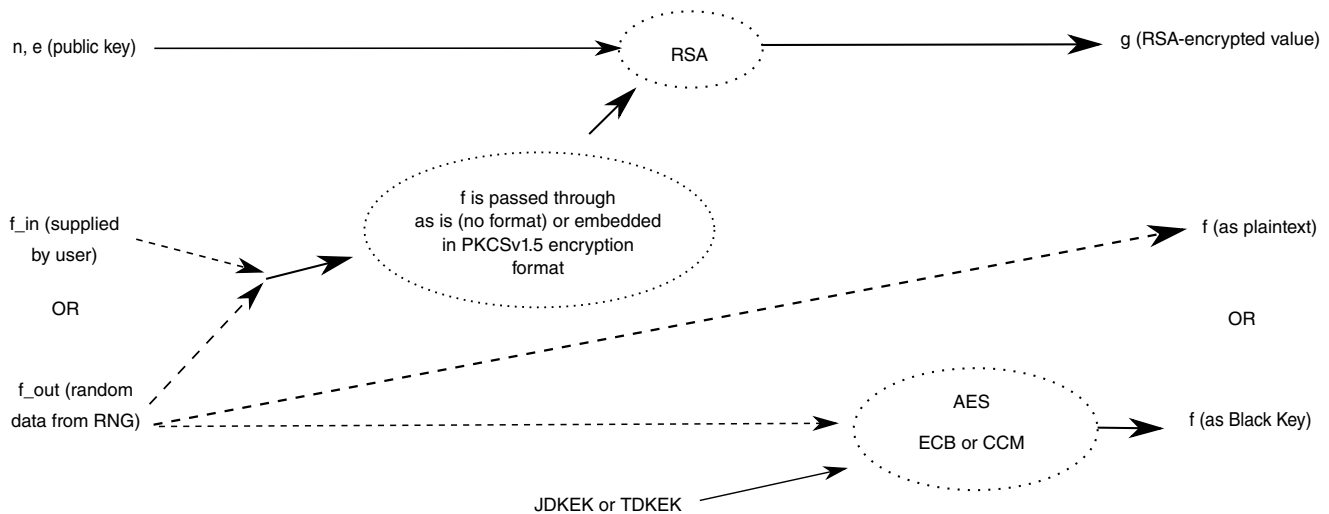 n, e (public key)
RSA
g (RSA-encrypted value)
f is passed through
as is (no format) or embedded
in PKCSv1.5 encryption
format
f_in (supplied
by user)
OR
f_out (random
data from RNG)
f (as plaintext)
OR
AES
ECB or CCM
f (as Black Key)
JDKEK or TDKEK